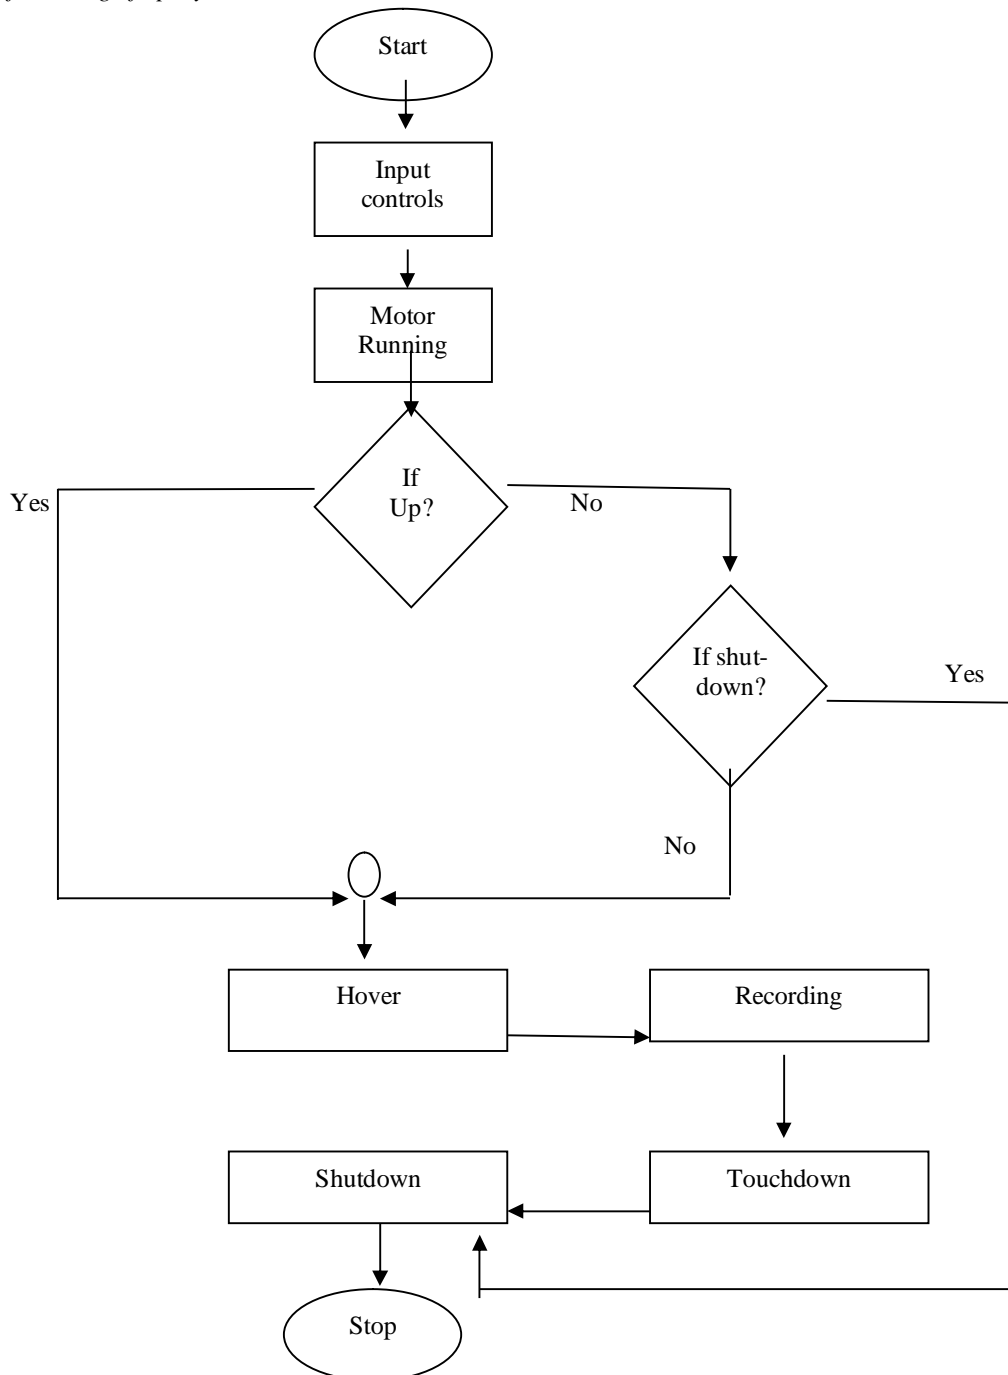 Start
Input
controls
Motor
Running
If
Up?
Yes
No
If shut-
down?
Yes
No
Hover
Recording
Shutdown
Touchdown
Stop